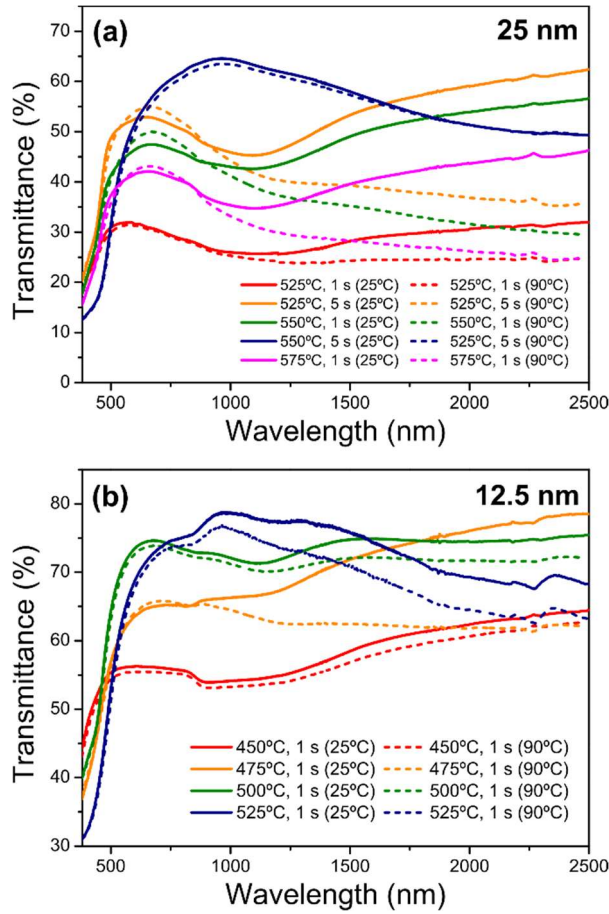 (a)
25 nm
Transmittance (%)
70
60
50
40
30
20
10
0
525ºC, 1 s (25ºC) 525ºC, 1 s (90ºC)
525ºC, 5 s (25ºC) 525ºC, 5 s (90ºC)
550ºC, 1 s (25ºC) 550ºC, 1 s (90ºC)
550ºC, 5 s (25ºC) 525ºC, 5 s (90ºC)
575ºC, 1 s (25ºC) 575ºC, 1 s (90ºC)
500 1000 1500 2000 2500
Wavelength (nm)
(b)
12.5 nm
Transmittance (%)
80
70
60
50
40
30
450ºC, 1 s (25ºC) 450ºC, 1 s (90ºC)
475ºC, 1 s (25ºC) 475ºC, 1 s (90ºC)
500ºC, 1 s (25ºC) 500ºC, 1 s (90ºC)
525ºC, 1 s (25ºC) 525ºC, 1 s (90ºC)
500 1000 1500 2000 2500
Wavelength (nm)